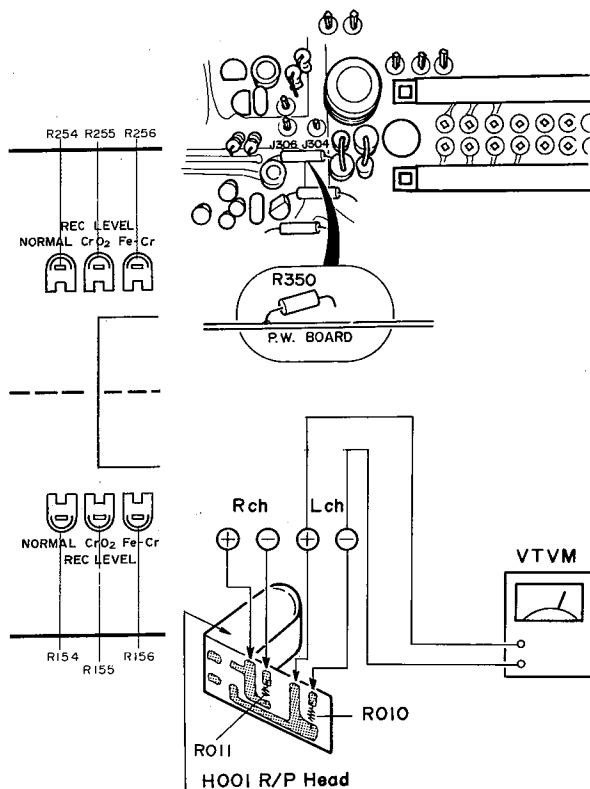 R254 R255 R256
REC LEVEL
NORMAL CrO2 Fe-Cr
J306 J304
R350
P.W. BOARD
NORMAL CrO2 Fe-Cr
REC LEVEL
R154
R155
R156
Rch Lch
+ − + −
VTVM
R010
R011
H001 R/P Head